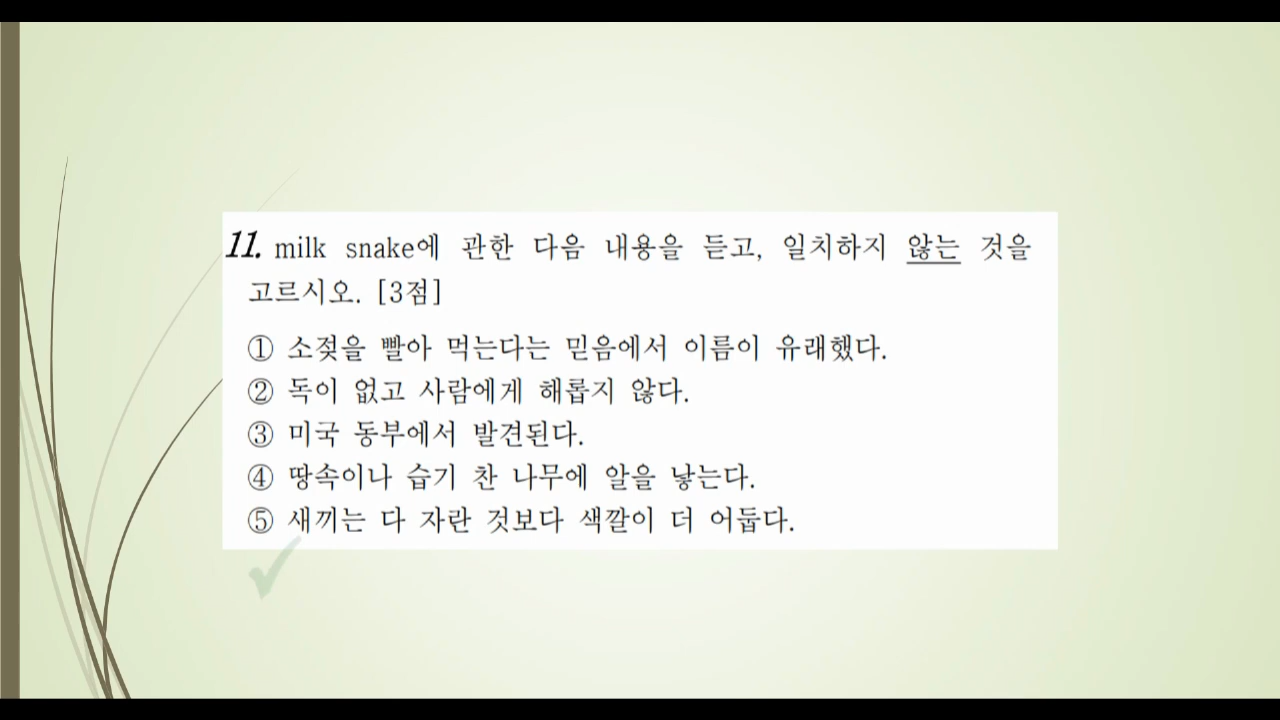 11. milk snake에 관한 다음 내용을 듣고, 일치하지 않는 것을
고르시오. [3점]
① 소젖을 빨아 먹는다는 믿음에서 이름이 유래했다.
② 독이 없고 사람에게 해롭지 않다.
③ 미국 동부에서 발견된다.
④ 땅속이나 습기 찬 나무에 알을 낳는다.
⑤ 새끼는 다 자란 것보다 색깔이 더 어둡다.